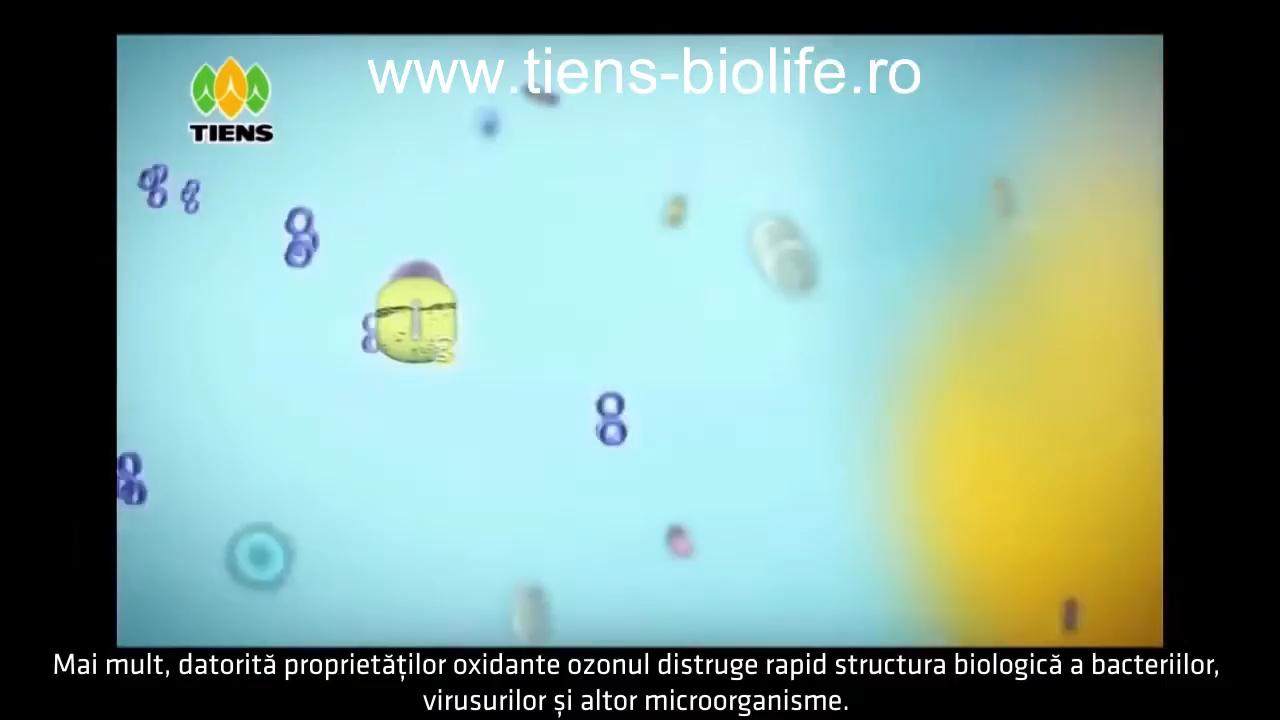 www.tiens-biolife.ro
TIENS
Mai mult, datorită proprietăților oxidante ozonul distruge rapid structura biologică a bacteriilor,
virusurilor și altor microorganisme.